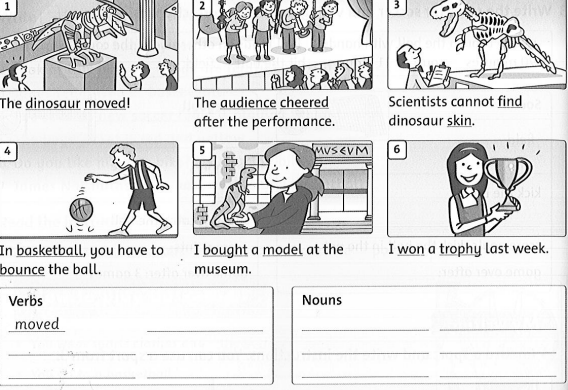 1
2
3
The dinosaur moved!
The audience cheered
after the performance.
Scientists cannot find
dinosaur skin.
4
5
6
MUSEUM
In basketball, you have to
bounce the ball.
I bought a model at the
museum.
I won a trophy last week.
Verbs
moved
Nouns